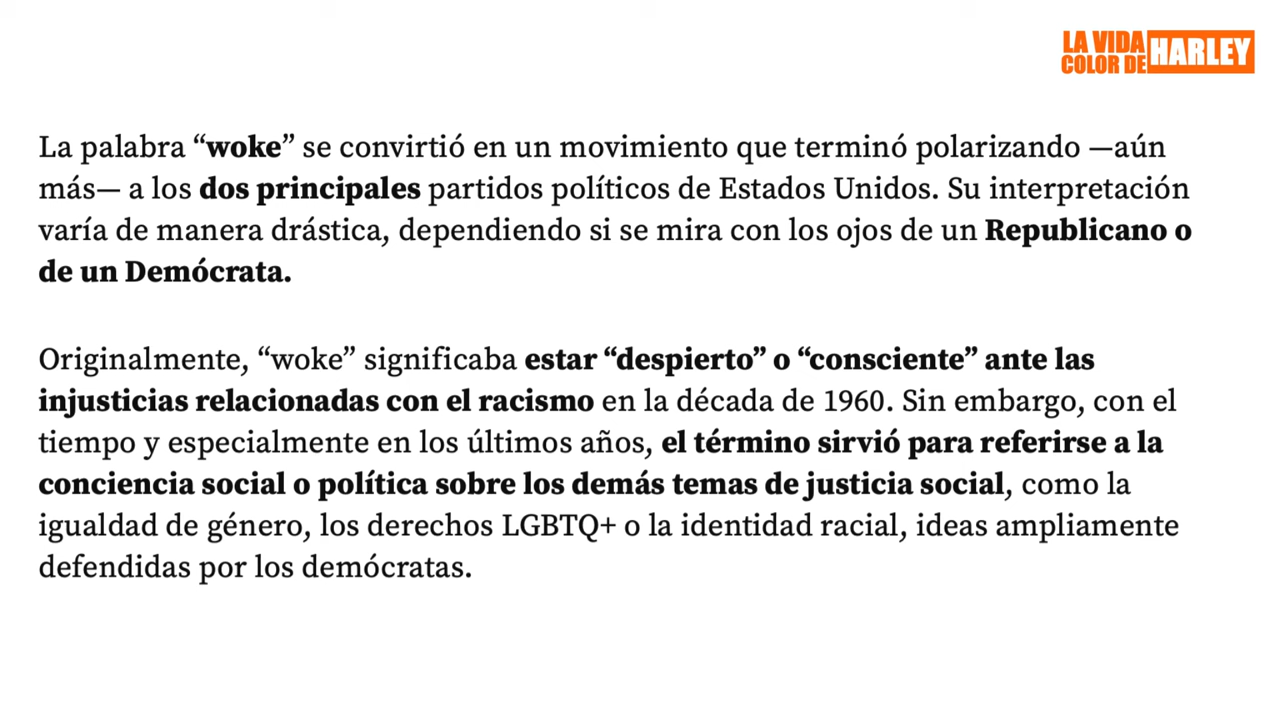 LA VIDA
COLOR DE HARLEY
La palabra “woke” se convirtió en un movimiento que terminó polarizando —aún
más— a los dos principales partidos políticos de Estados Unidos. Su interpretación
varía de manera drástica, dependiendo si se mira con los ojos de un Republicano o
de un Demócrata.
Originalmente, “woke” significaba estar “despierto” o “consciente” ante las
injusticias relacionadas con el racismo en la década de 1960. Sin embargo, con el
tiempo y especialmente en los últimos años, el término sirvió para referirse a la
conciencia social o política sobre los demás temas de justicia social, como la
igualdad de género, los derechos LGBTQ+ o la identidad racial, ideas ampliamente
defendidas por los demócratas.